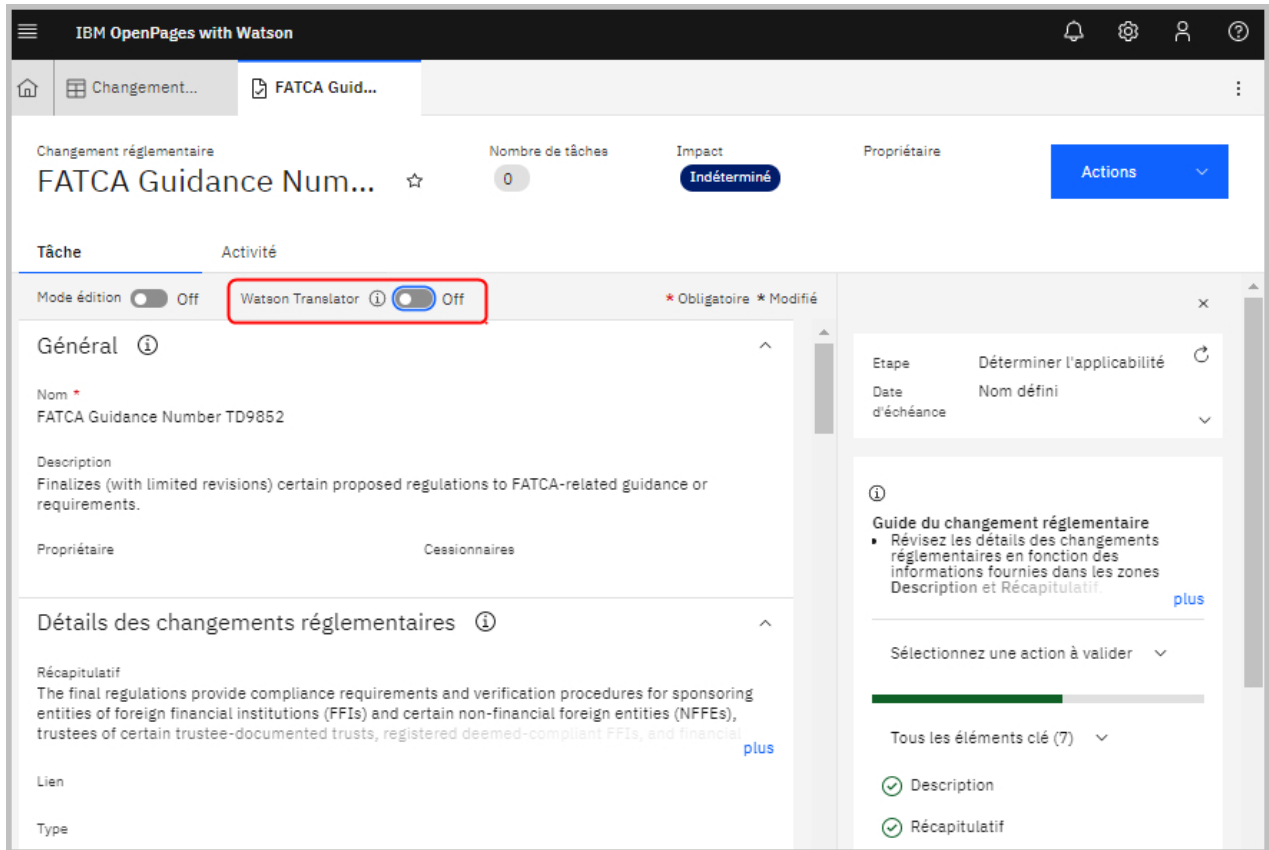 IBM OpenPages with Watson
Changement...
FATCA Guid...
Changement réglementaire
FATCA Guidance Num...
Nombre de tâches
0
Impact
Indéterminé
Propriétaire
Actions
Tâche
Activité
Mode édition Off
Watson Translator Off
* Obligatoire * Modifié
Général
Nom *
FATCA Guidance Number TD9852
Description
Finalizes (with limited revisions) certain proposed regulations to FATCA-related guidance or
requirements.
Propriétaire
Cessionnaires
Détails des changements réglementaires
Récapitulatif
The final regulations provide compliance requirements and verification procedures for sponsoring
entities of foreign financial institutions (FFIs) and certain non-financial foreign entities (NFFEs),
trustees of certain trustee-documented trusts, registered deemed-compliant FFIs, and financial
plus
Lien
Type
Etape
Déterminer l'applicabilité
Date
d'échéance
Nom défini
Guide du changement réglementaire
• Révisez les détails des changements
réglementaires en fonction des
informations fournies dans les zones
Description et Récapitulatif.
plus
Sélectionnez une action à valider
Tous les éléments clé (7)
Description
Récapitulatif